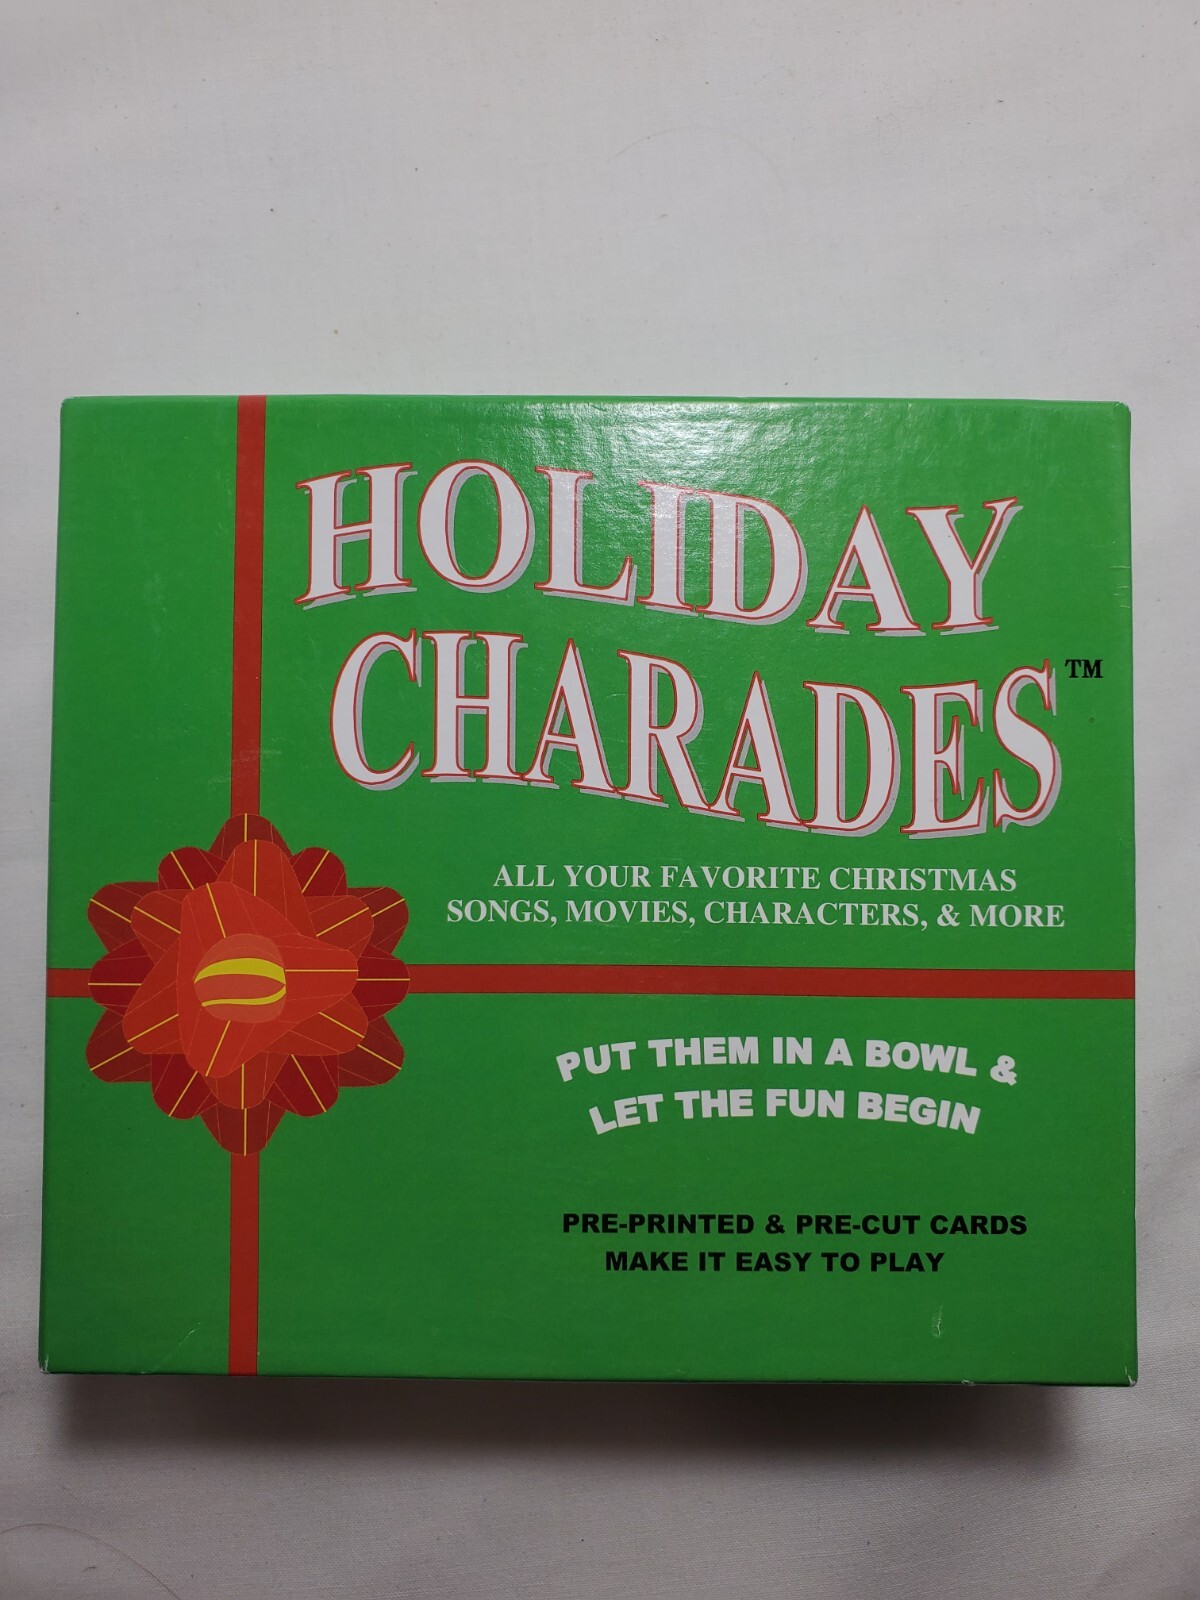 HOLIDAY
CHARADES™
ALL YOUR FAVORITE CHRISTMAS
SONGS, MOVIES, CHARACTERS, & MORE
PUT THEM IN A BOWL &
LET THE FUN BEGIN
PRE-PRINTED & PRE-CUT CARDS
MAKE IT EASY TO PLAY